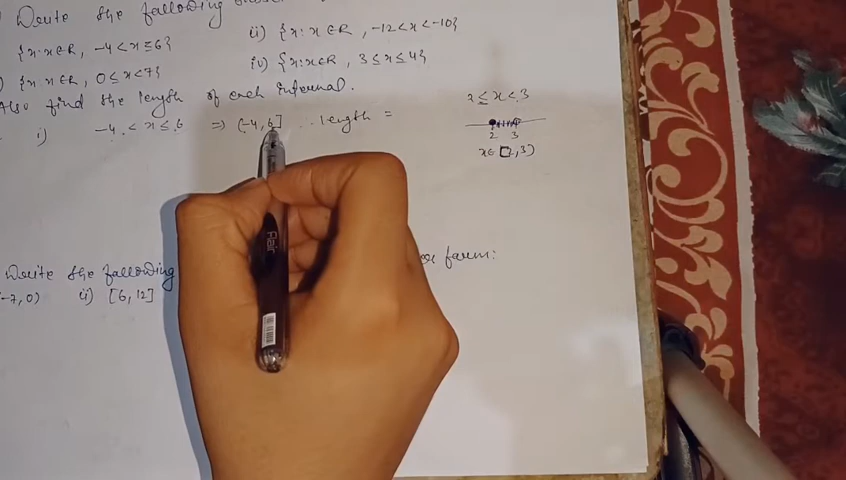 Write the following
{x:x∈R, -4<x≤6} ii) {x:x∈R, -12<x<-10}
) {x:x∈R, 0≤x<7} iv) {x:x∈R, 3≤x≤4}
Also find the length of each interval.
i) -4 < x ≤ 6 ⇒ (-4,6] . . length =
2 ≤ x < 3
2 3
x∈ ,3)
Write the following form:
-7,0) ii) [6,12]
Flair